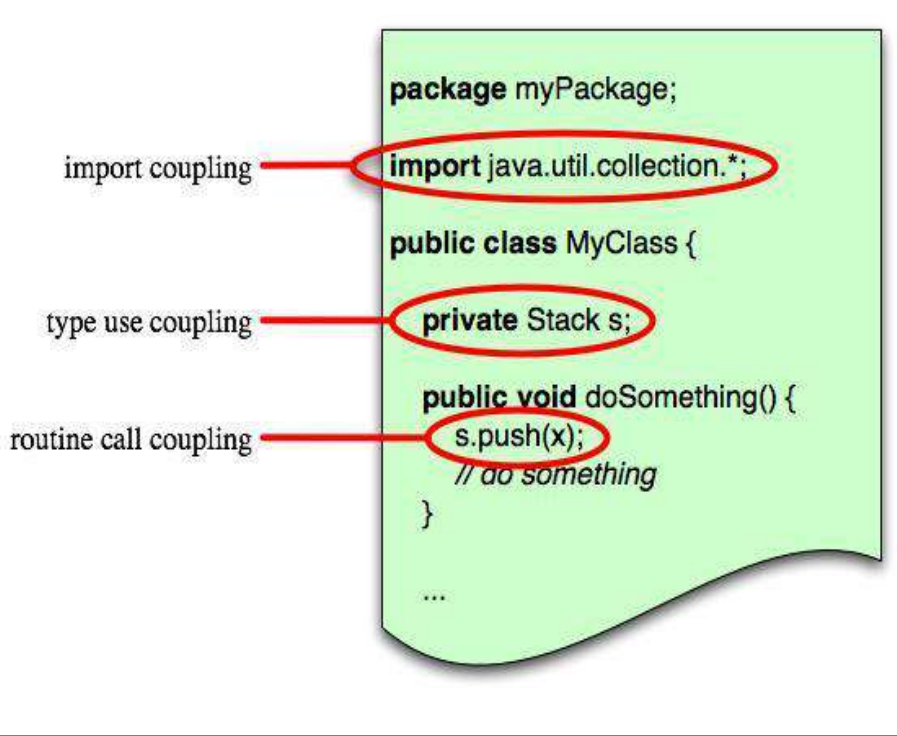 package myPackage;
import coupling
import java.util.collection.*;
public class MyClass {
type use coupling
private Stack s;
public void doSomething() {
routine call coupling
s.push(x);
// do something
}
...